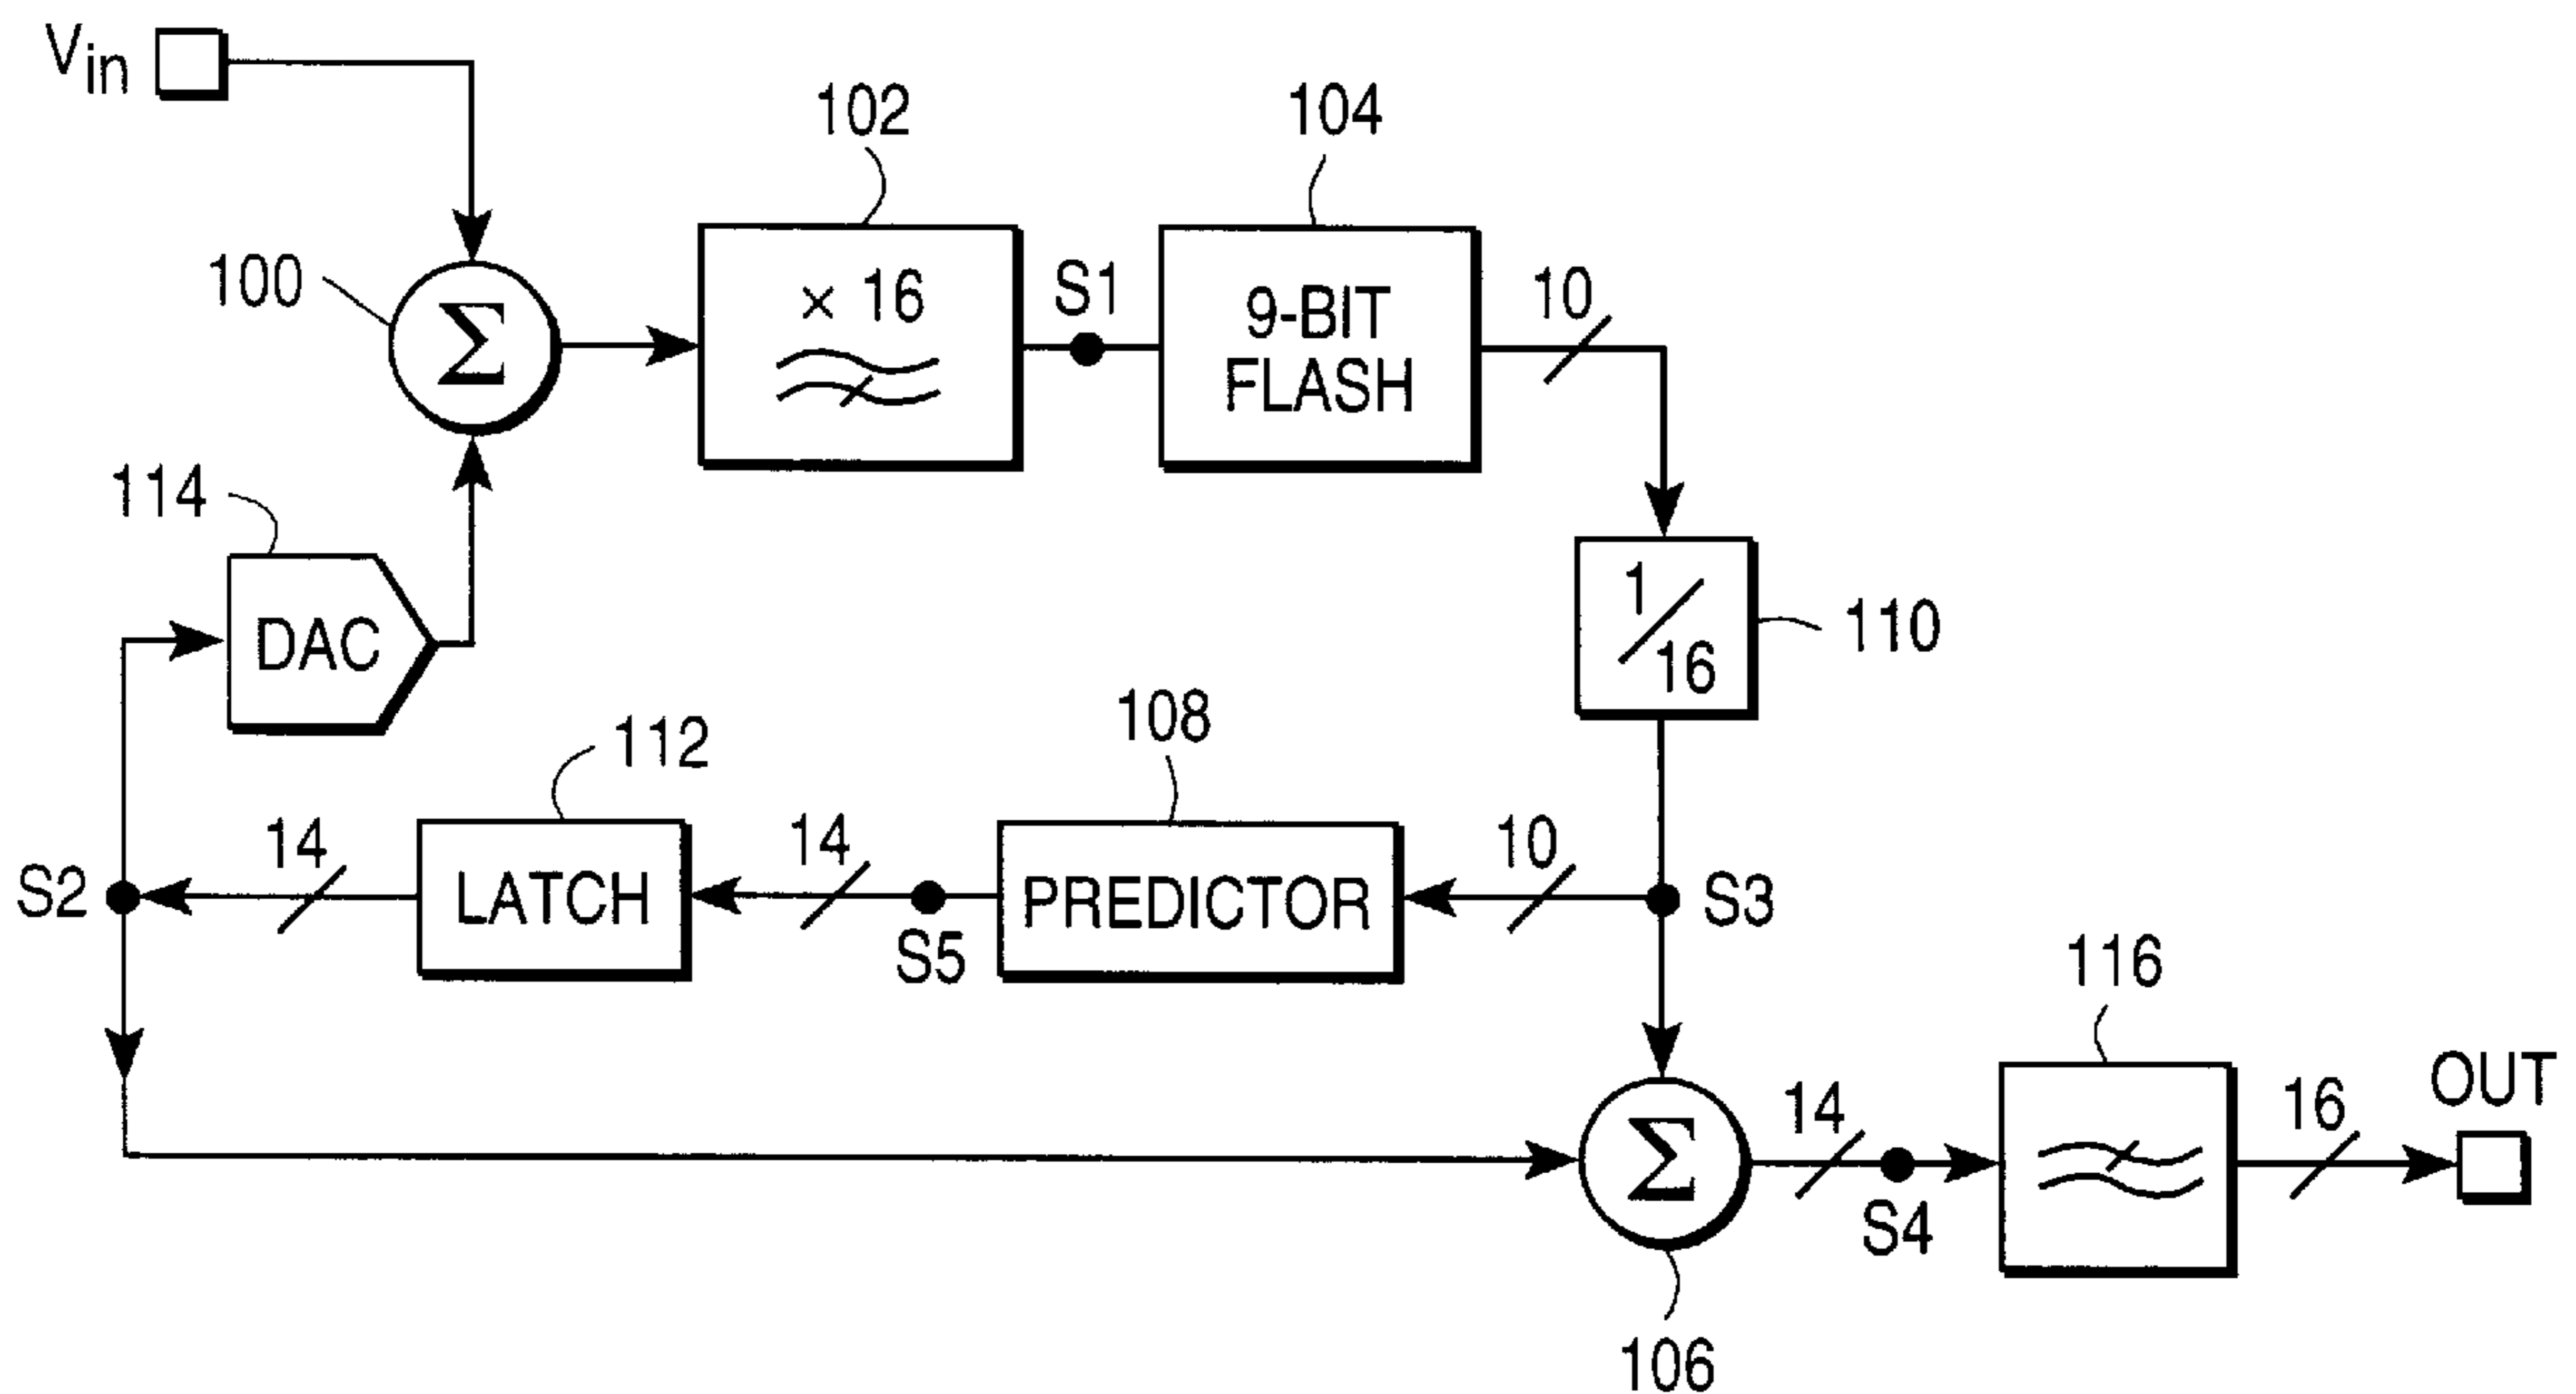 Vin
102
104
100
Σ
× 16
S1
9-BIT
FLASH
10
114
DAC
1/16
110
112
108
S2
14
LATCH
14
S5
PREDICTOR
10
S3
116
Σ
14
S4
16
OUT
106